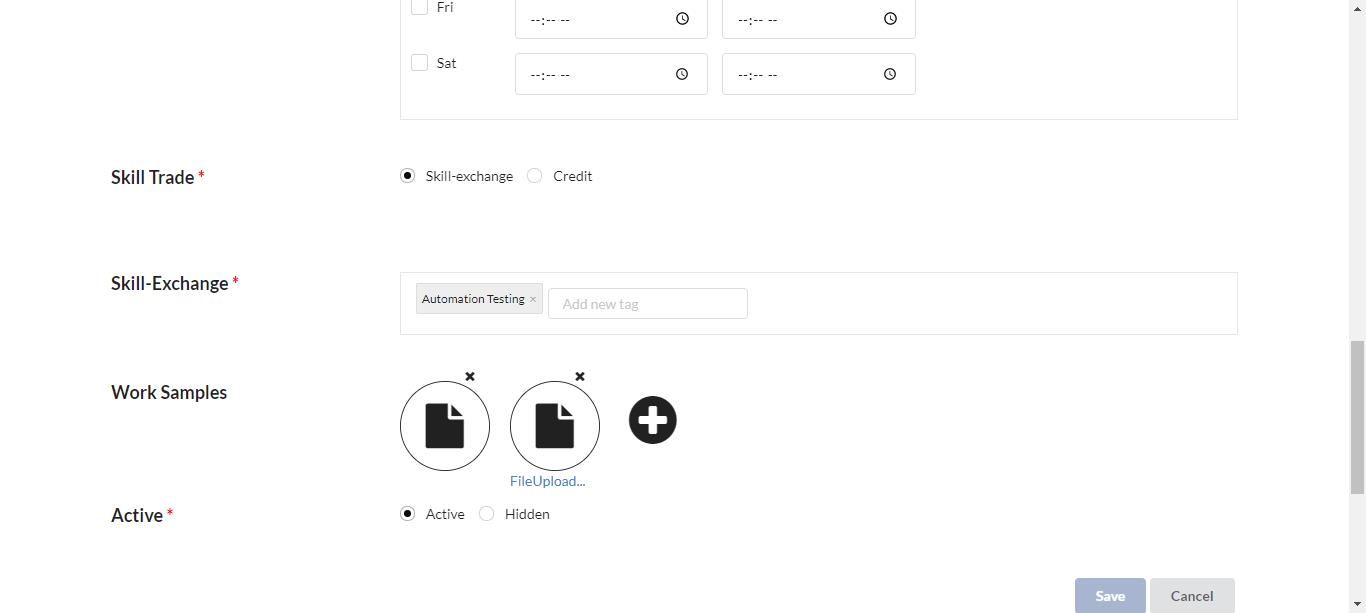 Fri --:-- -- --:-- --
Sat --:-- -- --:-- --
Skill Trade * Skill-exchange Credit
Skill-Exchange * Automation Testing × Add new tag
Work Samples
FileUpload...
Active * Active Hidden
Save Cancel